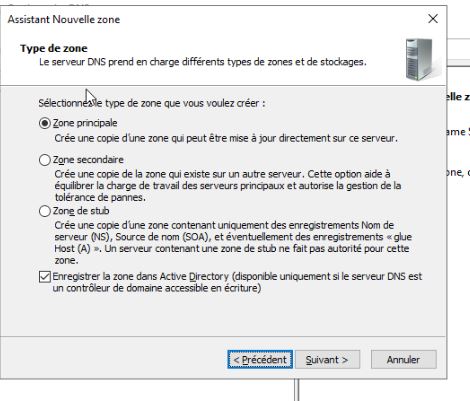 Assistant Nouvelle zone
Type de zone
Le serveur DNS prend en charge différents types de zones et de stockages.
Sélectionnez le type de zone que vous voulez créer :
Zone principale
Crée une copie d'une zone qui peut être mise à jour directement sur ce serveur.
Zone secondaire
Crée une copie de la zone qui existe sur un autre serveur. Cette option aide à
équilibrer la charge de travail des serveurs principaux et autorise la gestion de la
tolérance de pannes.
Zone de stub
Crée une copie d'une zone contenant uniquement des enregistrements Nom de
serveur (NS), Source de nom (SOA), et éventuellement des enregistrements « glue
Host (A) ». Un serveur contenant une zone de stub ne fait pas autorité pour cette
zone.
Enregistrer la zone dans Active Directory (disponible uniquement si le serveur DNS est
un contrôleur de domaine accessible en écriture)
< Précédent
Suivant >
Annuler